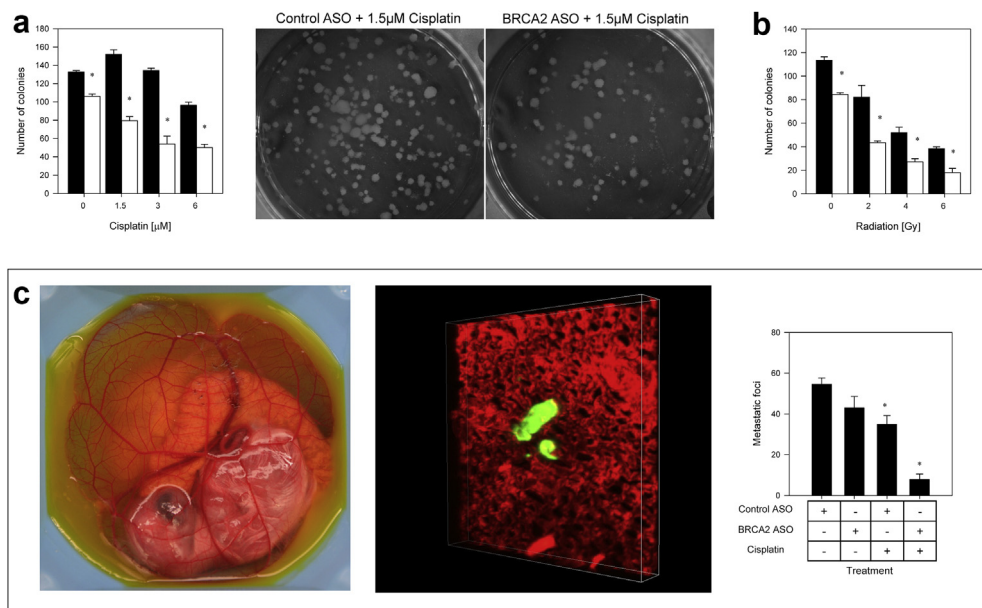 a
Number of colonies
180
160
140
120
100
80
60
40
20
0
0 1.5 3 6
Cisplatin [µM]
* * * *
Control ASO + 1.5µM Cisplatin
BRCA2 ASO + 1.5µM Cisplatin
b
Number of colonies
140
120
100
80
60
40
20
0
0 2 4 6
Radiation [Gy]
* * * *
c
Metastatic foci
80
60
40
20
0
* *
Control ASO + - + -
BRCA2 ASO - + - +
Cisplatin - - + +
Treatment